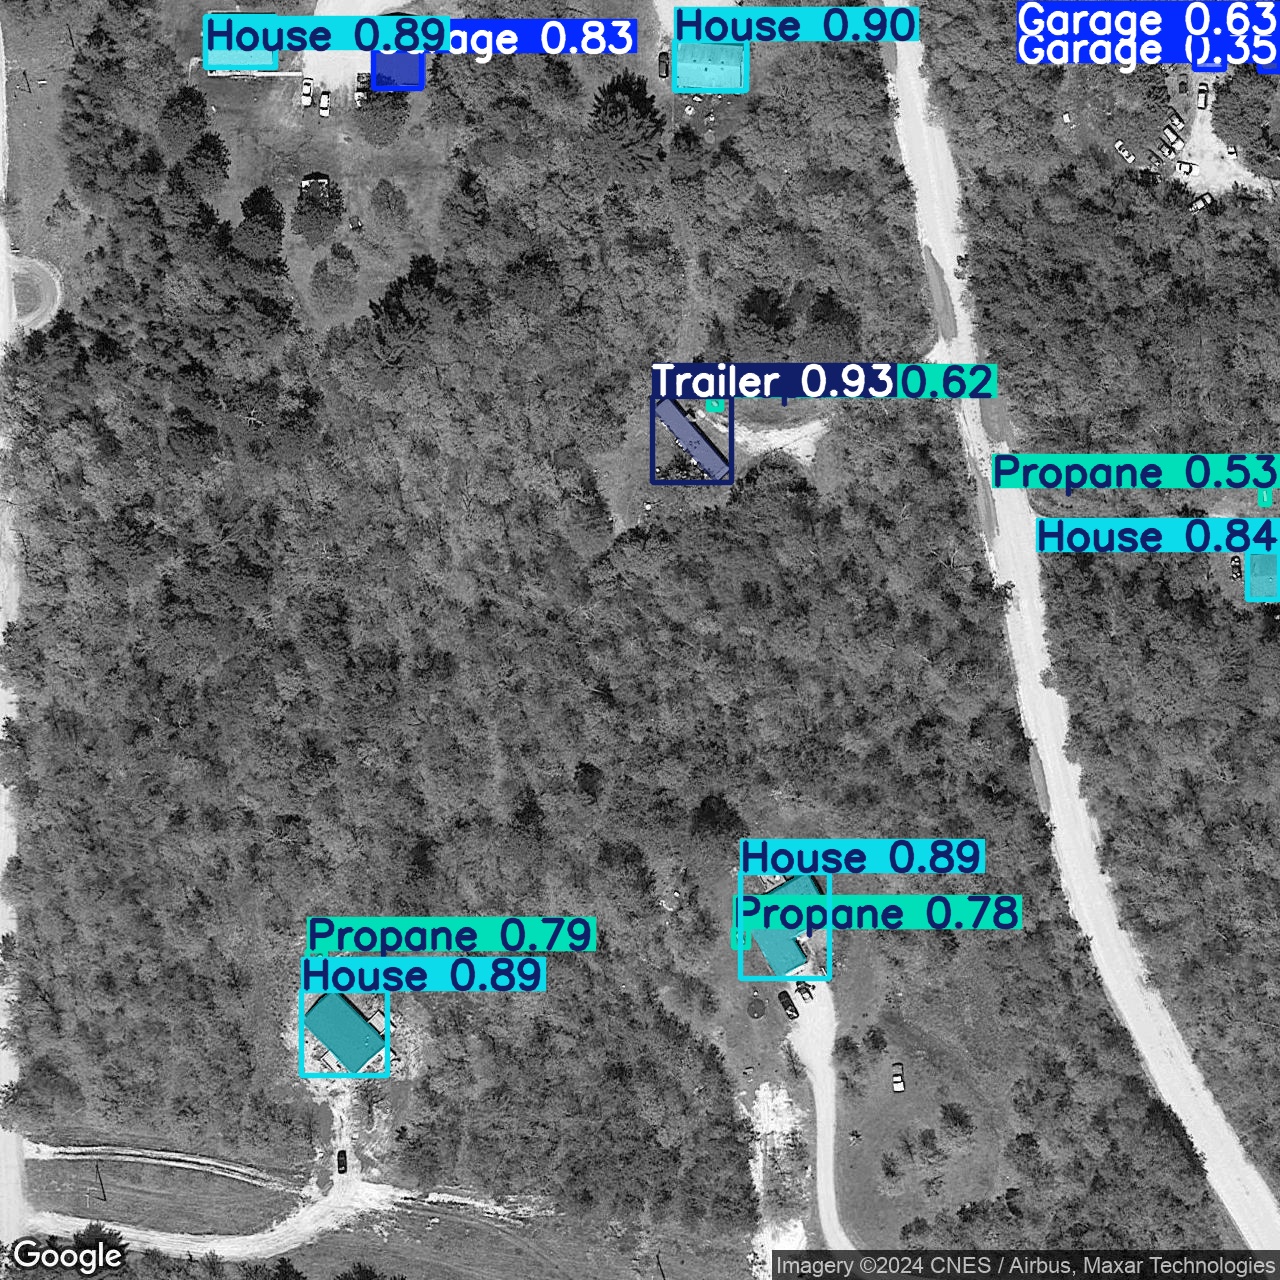 House 0.89
age 0.83
House 0.90
Garage 0.63
Garage 0.35
Trailer 0.93
0.62
Propane 0.53
House 0.84
House 0.89
Propane 0.78
Propane 0.79
House 0.89
Google
Imagery ©2024 CNES / Airbus, Maxar Technologies